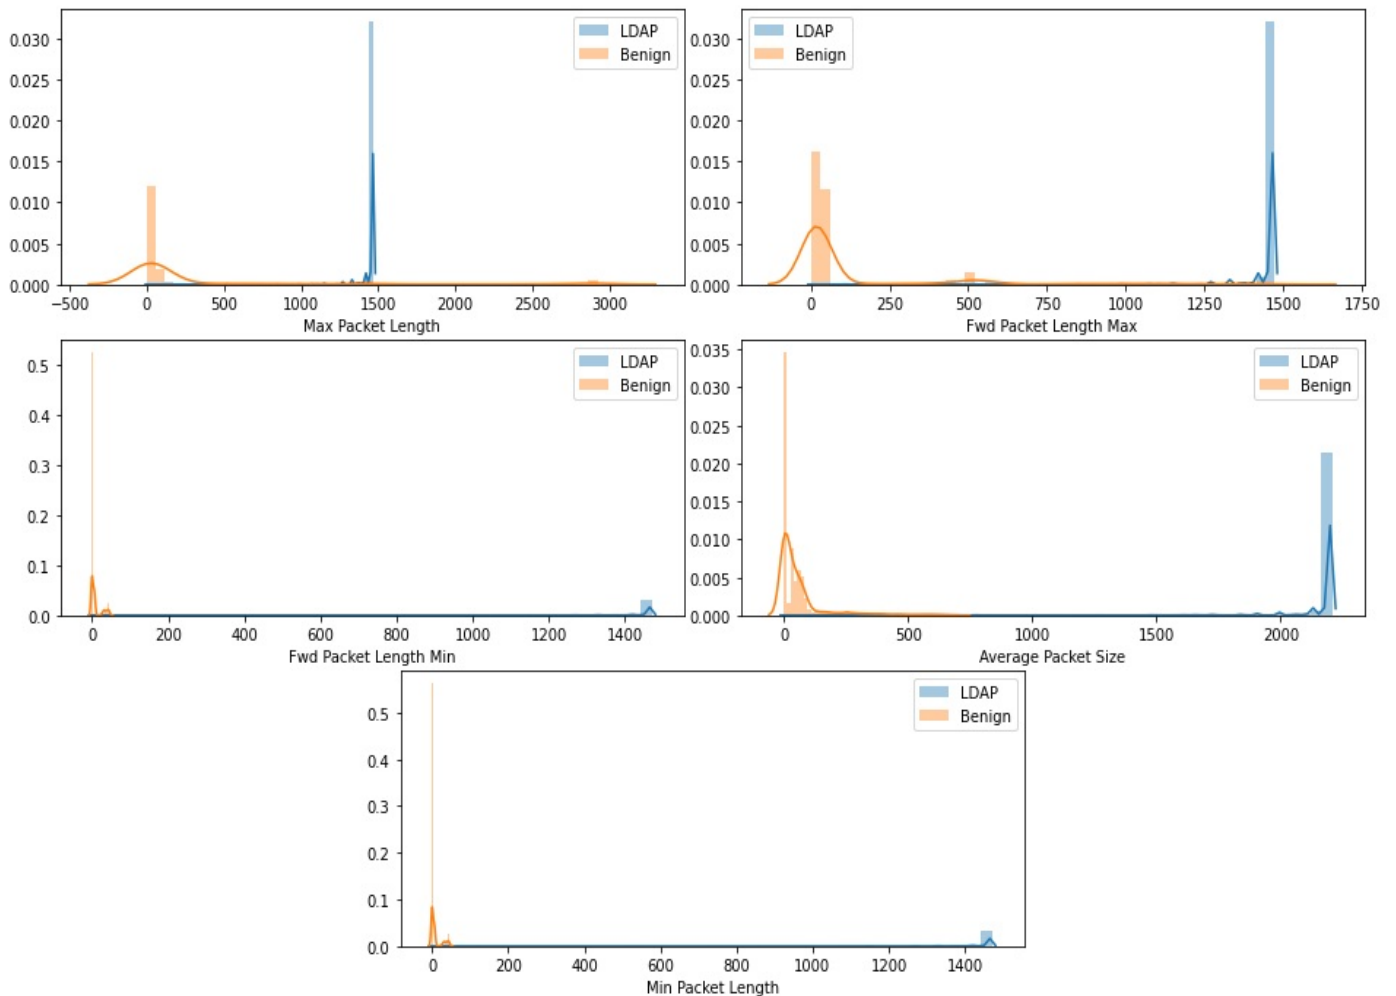 0.030
0.025
0.020
0.015
0.010
0.005
0.000
−500 0 500 1000 1500 2000 2500 3000
Max Packet Length
LDAP
Benign
0.030
0.025
0.020
0.015
0.010
0.005
0.000
0 250 500 750 1000 1250 1500 1750
Fwd Packet Length Max
LDAP
Benign
0.5
0.4
0.3
0.2
0.1
0.0
0 200 400 600 800 1000 1200 1400
Fwd Packet Length Min
LDAP
Benign
0.035
0.030
0.025
0.020
0.015
0.010
0.005
0.000
0 500 1000 1500 2000
Average Packet Size
LDAP
Benign
0.5
0.4
0.3
0.2
0.1
0.0
0 200 400 600 800 1000 1200 1400
Min Packet Length
LDAP
Benign